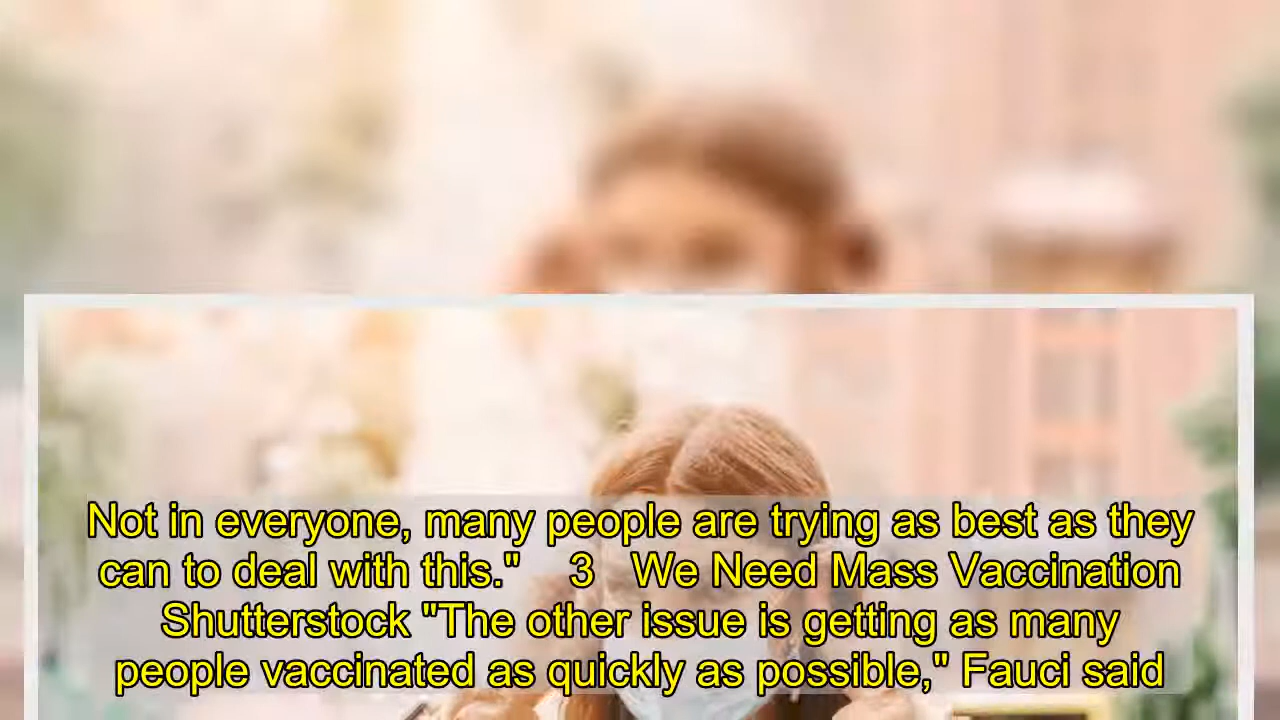 Not in everyone, many people are trying as best as they
can to deal with this." 3 We Need Mass Vaccination
Shutterstock "The other issue is getting as many
people vaccinated as quickly as possible," Fauci said